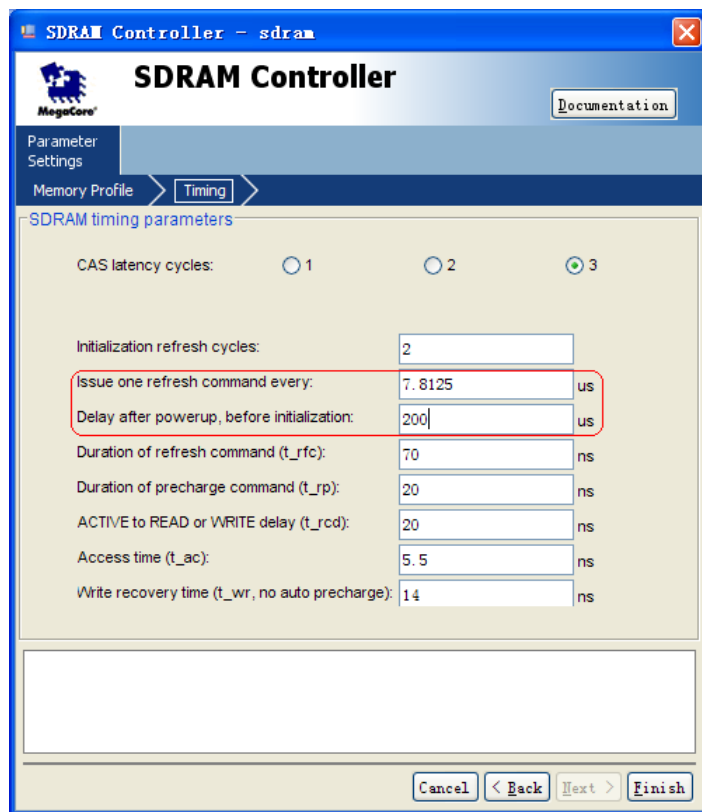 SDRAM Controller - sdram
SDRAM Controller
MegaCore®
Documentation
Parameter
Settings
Memory Profile Timing
SDRAM timing parameters
CAS latency cycles: 1 2 3
Initialization refresh cycles: 2
Issue one refresh command every: 7.8125 us
Delay after powerup, before initialization: 200 us
Duration of refresh command (t_rfc): 70 ns
Duration of precharge command (t_rp): 20 ns
ACTIVE to READ or WRITE delay (t_rcd): 20 ns
Access time (t_ac): 5.5 ns
Write recovery time (t_wr, no auto precharge): 14 ns
Cancel < Back Next > Finish